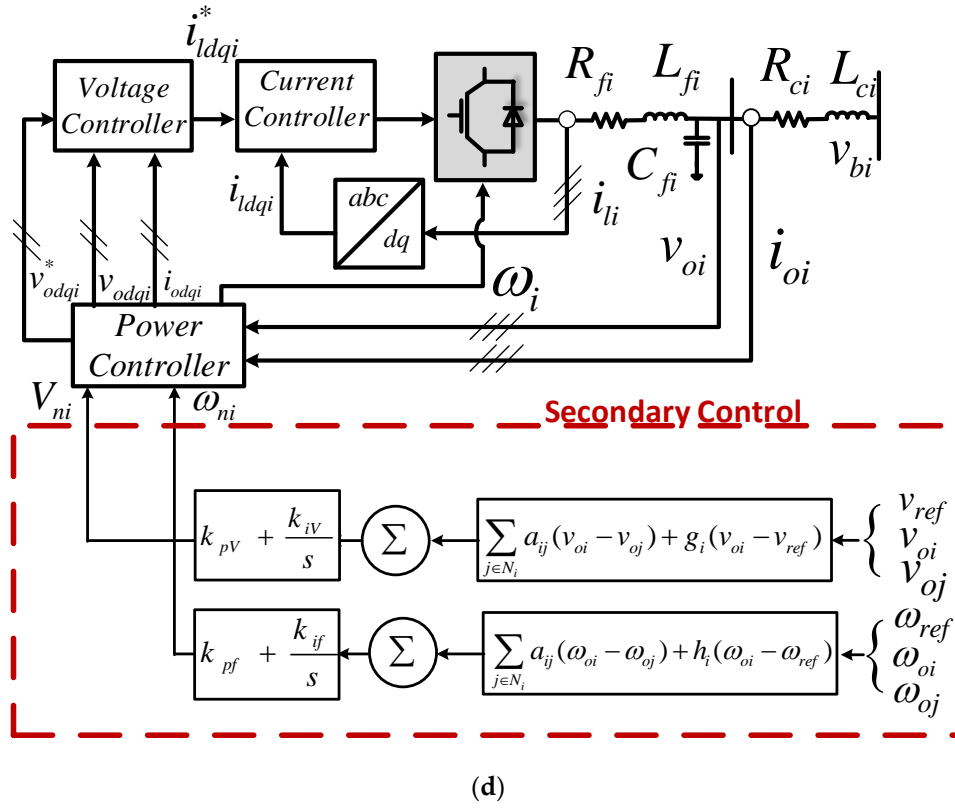 i*ldqi
Voltage Controller
Current Controller
Rfi
Lfi
Rci
Lci
Cfi
vbi
ildqi
abc
dq
ili
voi
ioi
v*odqi
vodqi
iodqi
ωi
Power Controller
Vni
ωni
Secondary Control
kpV + kiV/s
∑
∑j∈Ni aij(voi − voj) + gi(voi − vref)
vref
voi
voj
kpf + kif/s
∑
∑j∈Ni aij(ωoi − ωoj) + hi(ωoi − ωref)
ωref
ωoi
ωoj
(d)